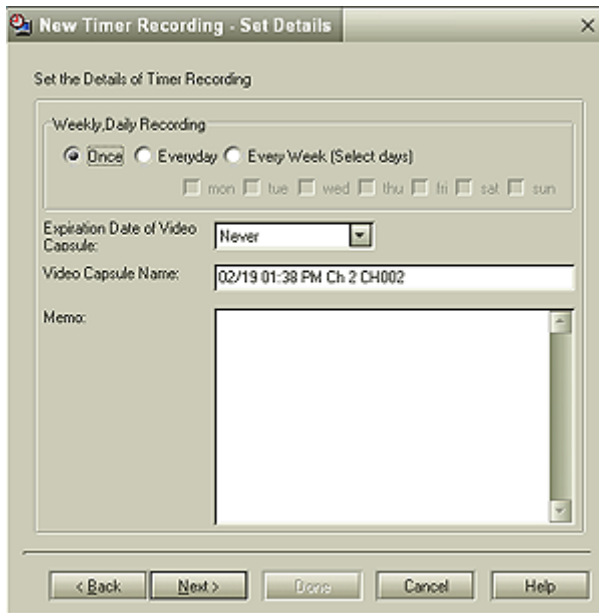 New Timer Recording - Set Details
Set the Details of Timer Recording
Weekly,Daily Recording
Once Everyday Every Week (Select days)
mon tue wed thu fri sat sun
Expiration Date of Video
Capsule:
Never
Video Capsule Name:
02/19 01:38 PM Ch 2 CH002
Memo:
< Back Next > Done Cancel Help